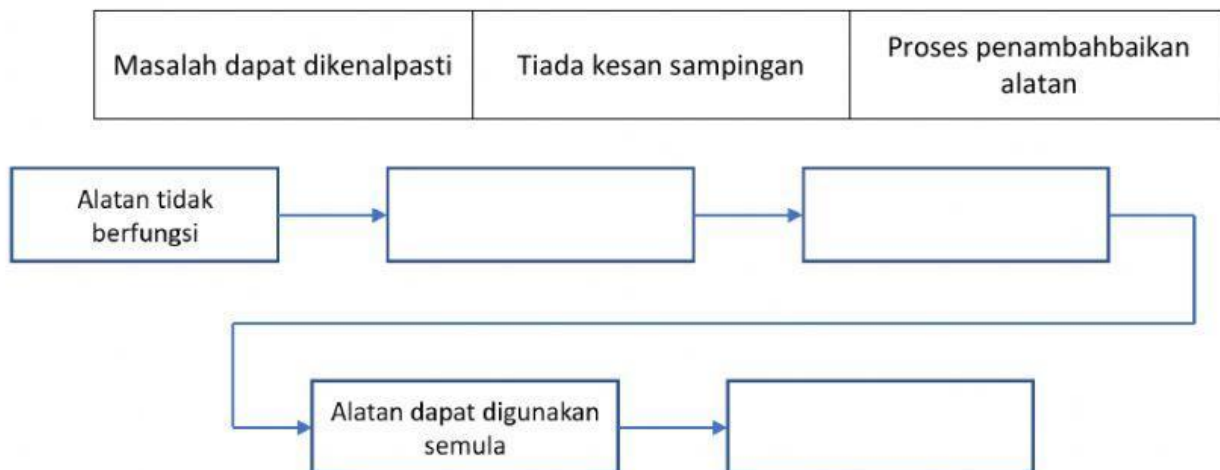 Masalah dapat dikenalpasti
Tiada kesan sampingan
Proses penambahbaikan
alatan
Alatan tidak
berfungsi
Alatan dapat digunakan
semula